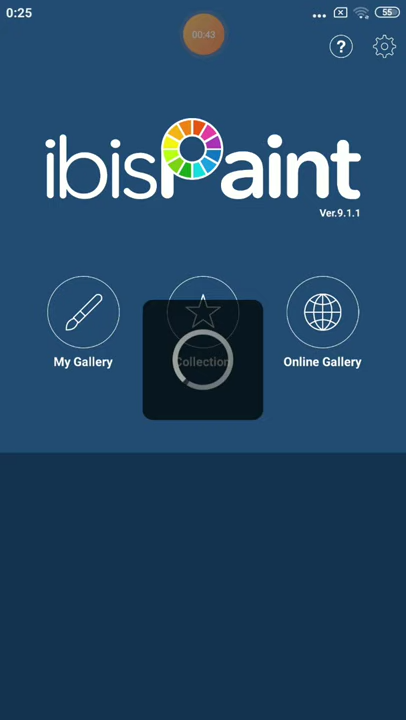 0:25
55
00:43
?
ibisPaint
Ver.9.1.1
My Gallery
Collection
Online Gallery